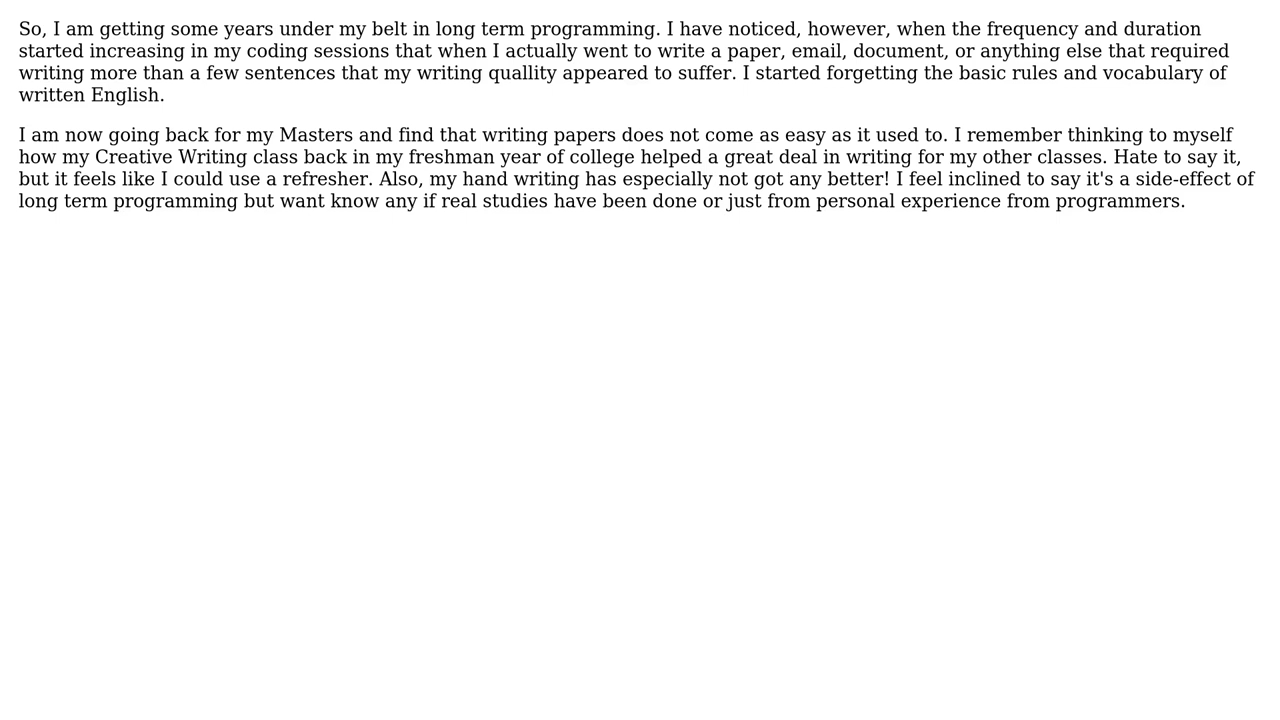 So, I am getting some years under my belt in long term programming. I have noticed, however, when the frequency and duration
started increasing in my coding sessions that when I actually went to write a paper, email, document, or anything else that required
writing more than a few sentences that my writing quallity appeared to suffer. I started forgetting the basic rules and vocabulary of
written English.
I am now going back for my Masters and find that writing papers does not come as easy as it used to. I remember thinking to myself
how my Creative Writing class back in my freshman year of college helped a great deal in writing for my other classes. Hate to say it,
but it feels like I could use a refresher. Also, my hand writing has especially not got any better! I feel inclined to say it's a side-effect of
long term programming but want know any if real studies have been done or just from personal experience from programmers.